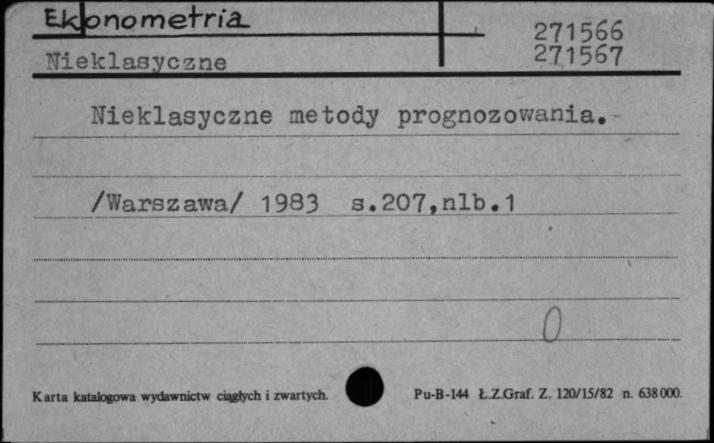 Ekonometria
271566
271567
Nieklasyczne
Nieklasyczne metody prognozowania.-
/Warszawa/ 1983 s.207,nlb.1
0
Karta katalogowa wydawnictw ciągłych i zwartych. Pu-B-144 Ł.Z.Graf. Z. 120/15/82 n. 638000.